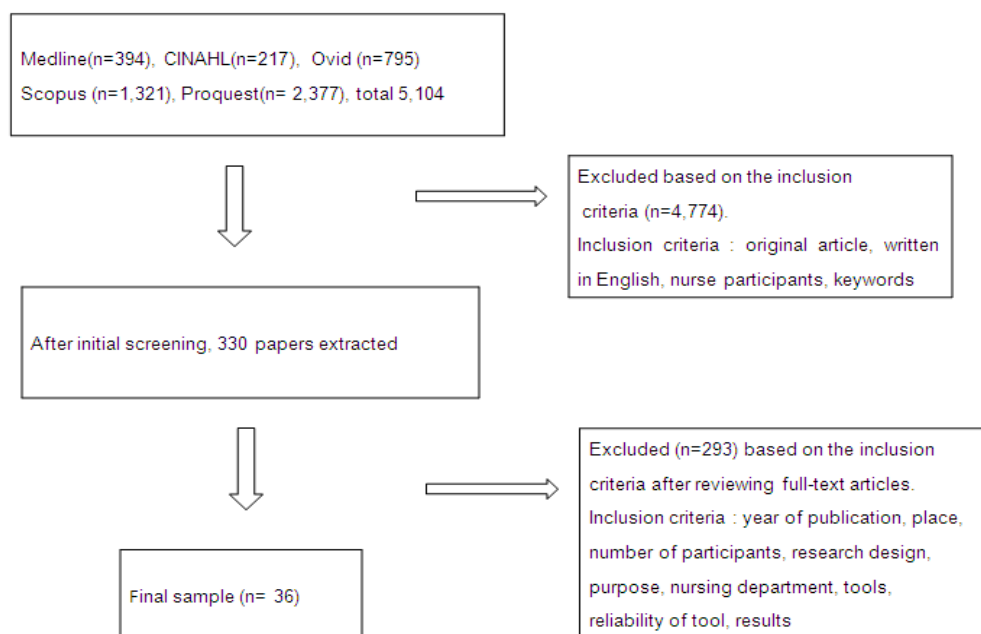 Medline(n=394), CINAHL(n=217), Ovid (n=795)
Scopus (n=1,321), Proquest(n= 2,377), total 5,104
Excluded based on the inclusion
criteria (n=4,774).
Inclusion criteria : original article, written
in English, nurse participants, keywords
After initial screening, 330 papers extracted
Excluded (n=293) based on the inclusion
criteria after reviewing full-text articles.
Inclusion criteria : year of publication, place,
number of participants, research design,
purpose, nursing department, tools,
reliability of tool, results
Final sample (n= 36)